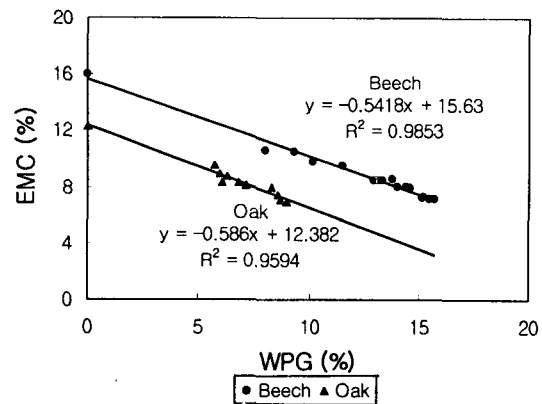 20
16
12
8
4
0
EMC (%)
Beech
y = -0.5418x + 15.63
R² = 0.9853
Oak
y = -0.586x + 12.382
R² = 0.9594
0 5 10 15 20
WPG (%)
● Beech ▲ Oak